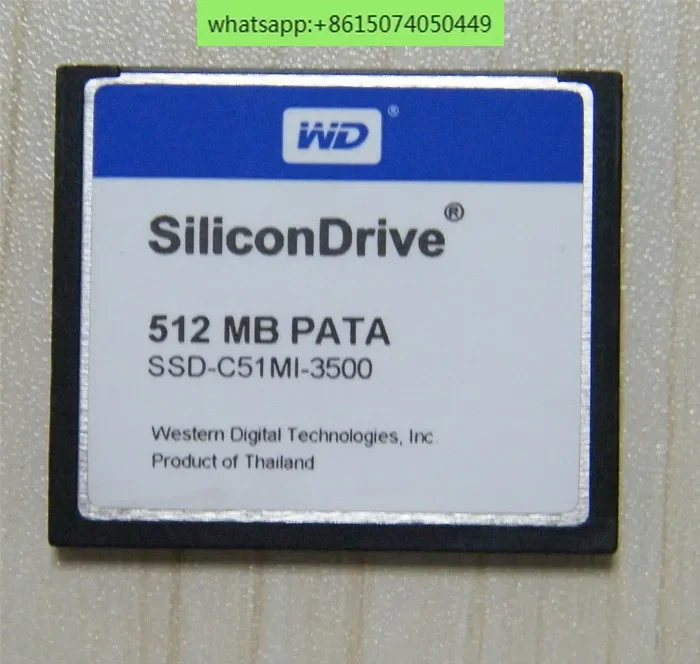 whatsapp:+8615074050449
WD®
SiliconDrive®
512 MB PATA
SSD-C51MI-3500
Western Digital Technologies, Inc.
Product of Thailand